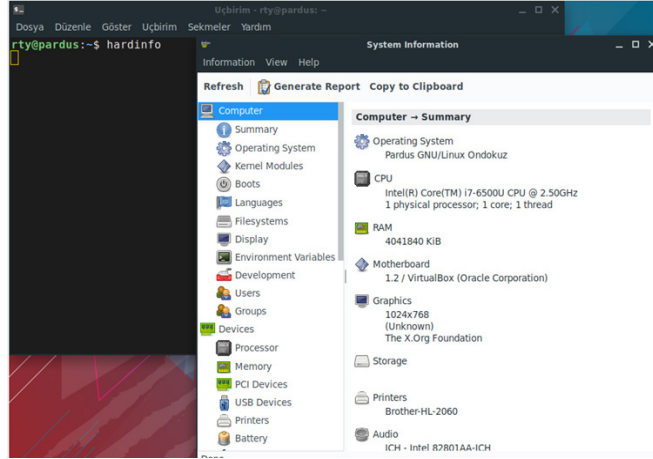 Uçbirim - rty@pardus: ~
Dosya Düzenle Göster Uçbirim Sekmeler Yardım
rty@pardus:~$ hardinfo
System Information
Information View Help
Refresh Generate Report Copy to Clipboard
Computer
Summary
Operating System
Kernel Modules
Boots
Languages
Filesystems
Display
Environment Variables
Development
Users
Groups
Devices
Processor
Memory
PCI Devices
USB Devices
Printers
Battery
Computer → Summary
Operating System
Pardus GNU/Linux Ondokuz
CPU
Intel(R) Core(TM) i7-6500U CPU @ 2.50GHz
1 physical processor; 1 core; 1 thread
RAM
4041840 KiB
Motherboard
1.2 / VirtualBox (Oracle Corporation)
Graphics
1024x768
(Unknown)
The X.Org Foundation
Storage
Printers
Brother-HL-2060
Audio
ICH - Intel 82801AA-ICH
Done.